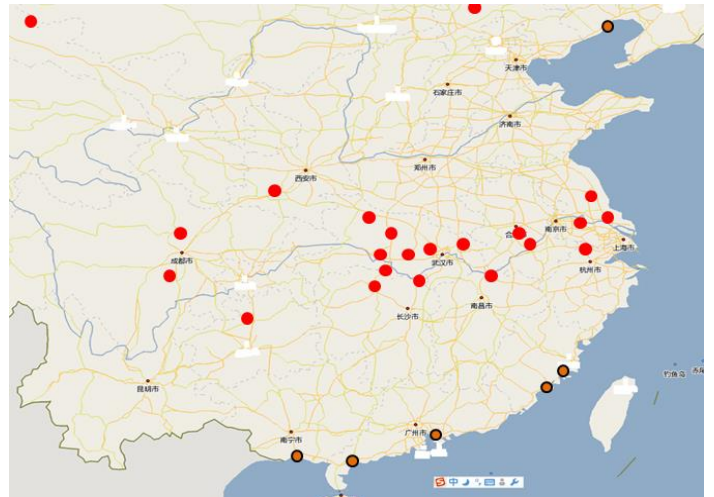 天津市
石家庄市
济南市
郑州市
西安市
南京市
合
上海市
成都市
武汉市
杭州市
南昌市
长沙市
钓鱼岛
赤尾
昆明市
广州市
南宁市
中